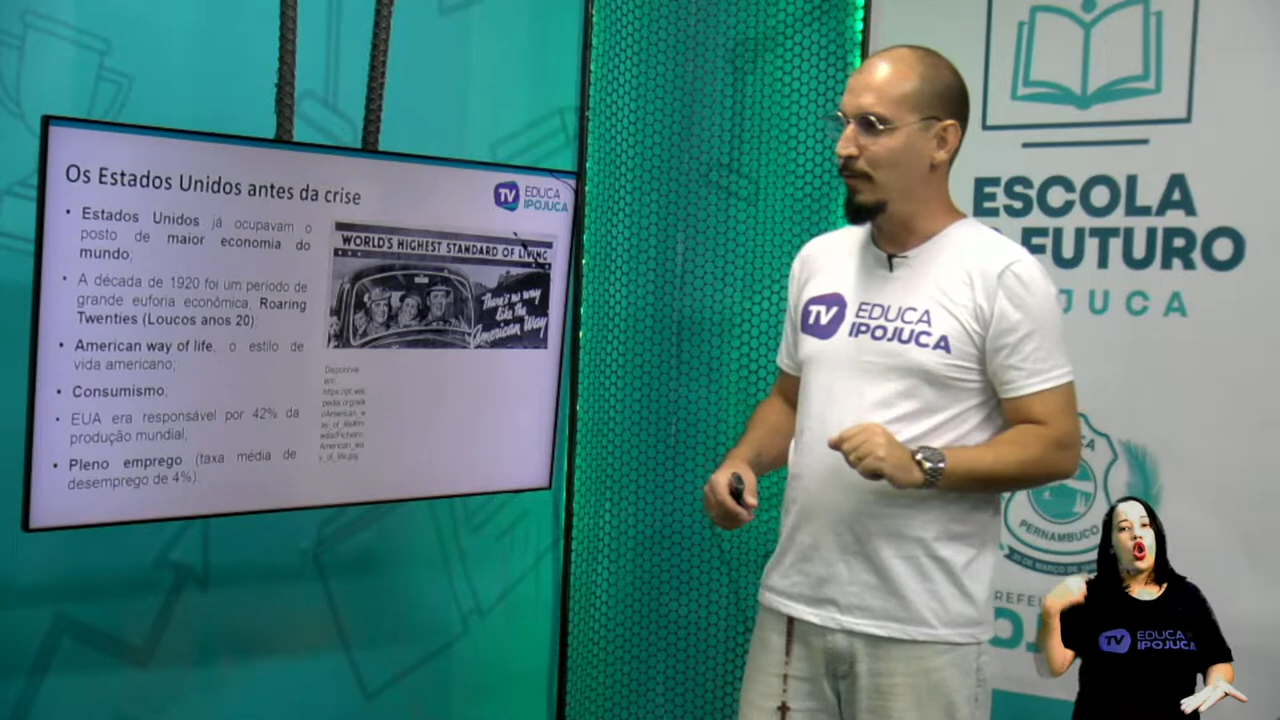 Os Estados Unidos antes da crise
TV EDUCA
IPOJUCA
• Estados Unidos já ocupavam o
posto de maior economia do
mundo;
• A década de 1920 foi um período de
grande euforia econômica, Roaring
Twenties (Loucos anos 20);
• American way of life, o estilo de
vida americano;
• Consumismo;
• EUA era responsável por 42% da
produção mundial;
• Pleno emprego (taxa média de
desemprego de 4%).
WORLD'S HIGHEST STANDARD OF LIVING
There's no way
like the
American Way
Disponível
em:
ESCOLA
FUTURO
JUCA
TV EDUCA
IPOJUCA
PERNAMBUCO
TV EDUCA
IPOJUCA